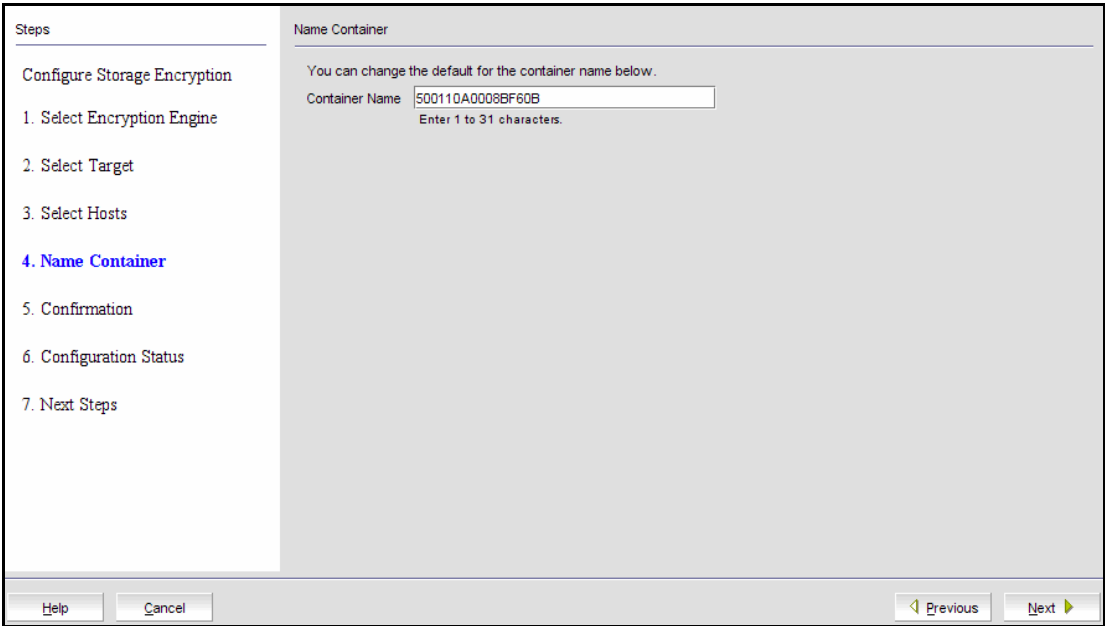 Steps
Configure Storage Encryption
1. Select Encryption Engine
2. Select Target
3. Select Hosts
4. Name Container
5. Confirmation
6. Configuration Status
7. Next Steps
Name Container
You can change the default for the container name below.
Container Name 500110A0008BF60B
Enter 1 to 31 characters.
Help Cancel Previous Next